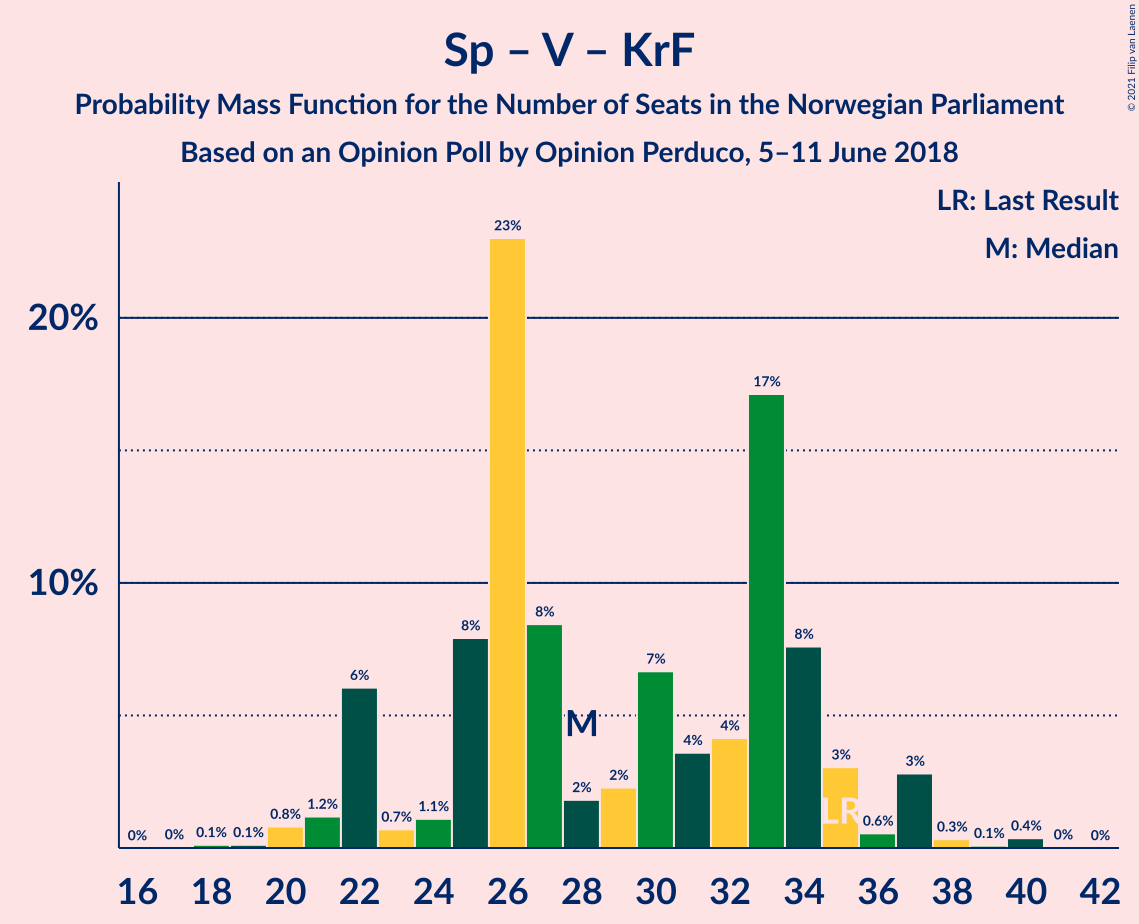 Sp – V – KrF
Probability Mass Function for the Number of Seats in the Norwegian Parliament
Based on an Opinion Poll by Opinion Perduco, 5–11 June 2018
© 2021 Filip van Laenen
LR: Last Result
M: Median
20%
10%
0% 0% 0.1% 0.1% 0.8% 1.2% 6% 0.7% 1.1% 8% 23% 8% 2% 2% 7% 4% 4% 17% 8% 3% 0.6% 3% 0.3% 0.1% 0.4% 0% 0%
M
LR
16 18 20 22 24 26 28 30 32 34 36 38 40 42